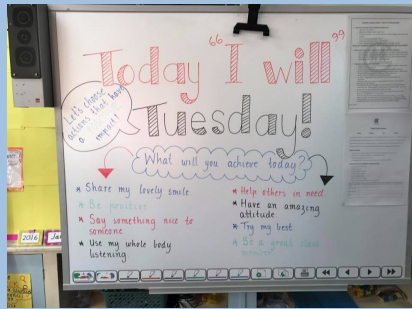 Today "I will"
Tuesday!
Let's choose
actions that have
a
impact!
What will you achieve today?
* Share my lovely smile
* Be positive
* Say something nice to
someone
* Use my whole body
listening
* Help others in need
* Have an amazing
attitude
* Try my best
* Be a great class
member
2016
Jan